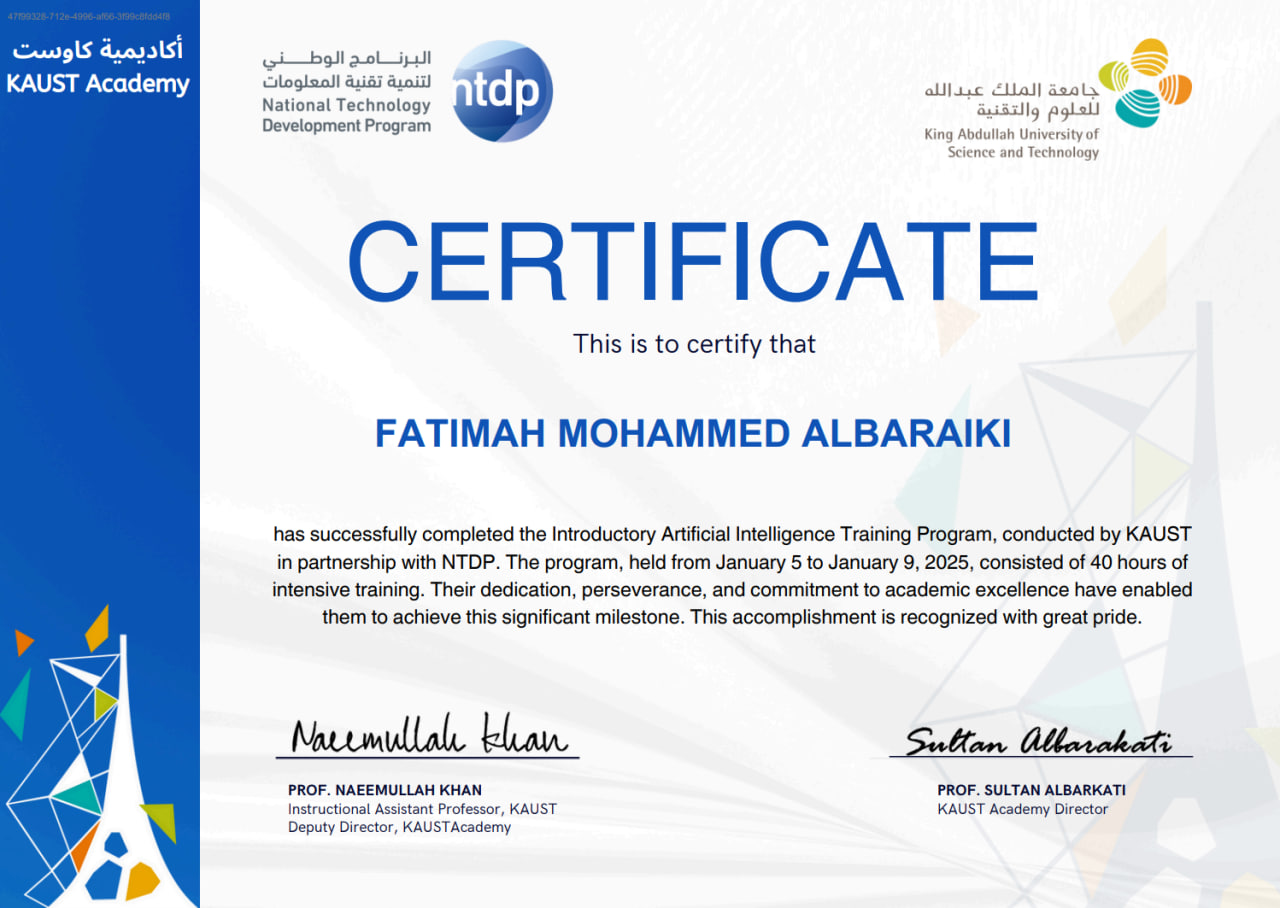 47f99328-712e-4996-af66-3f99c8fdd4f8
أكاديمية كاوست
KAUST Academy
البرنــامـج الوطنــــي
لتنمية تقنية المعلومات
National Technology
Development Program
ntdp
جامعة الملك عبدالله
للعلوم والتقنية
King Abdullah University of
Science and Technology
CERTIFICATE
This is to certify that
FATIMAH MOHAMMED ALBARAIKI
has successfully completed the Introductory Artificial Intelligence Training Program, conducted by KAUST
in partnership with NTDP. The program, held from January 5 to January 9, 2025, consisted of 40 hours of
intensive training. Their dedication, perseverance, and commitment to academic excellence have enabled
them to achieve this significant milestone. This accomplishment is recognized with great pride.
Naeemullah khan
PROF. NAEEMULLAH KHAN
Instructional Assistant Professor, KAUST
Deputy Director, KAUSTAcademy
Sultan Albarakati
PROF. SULTAN ALBARKATI
KAUST Academy Director